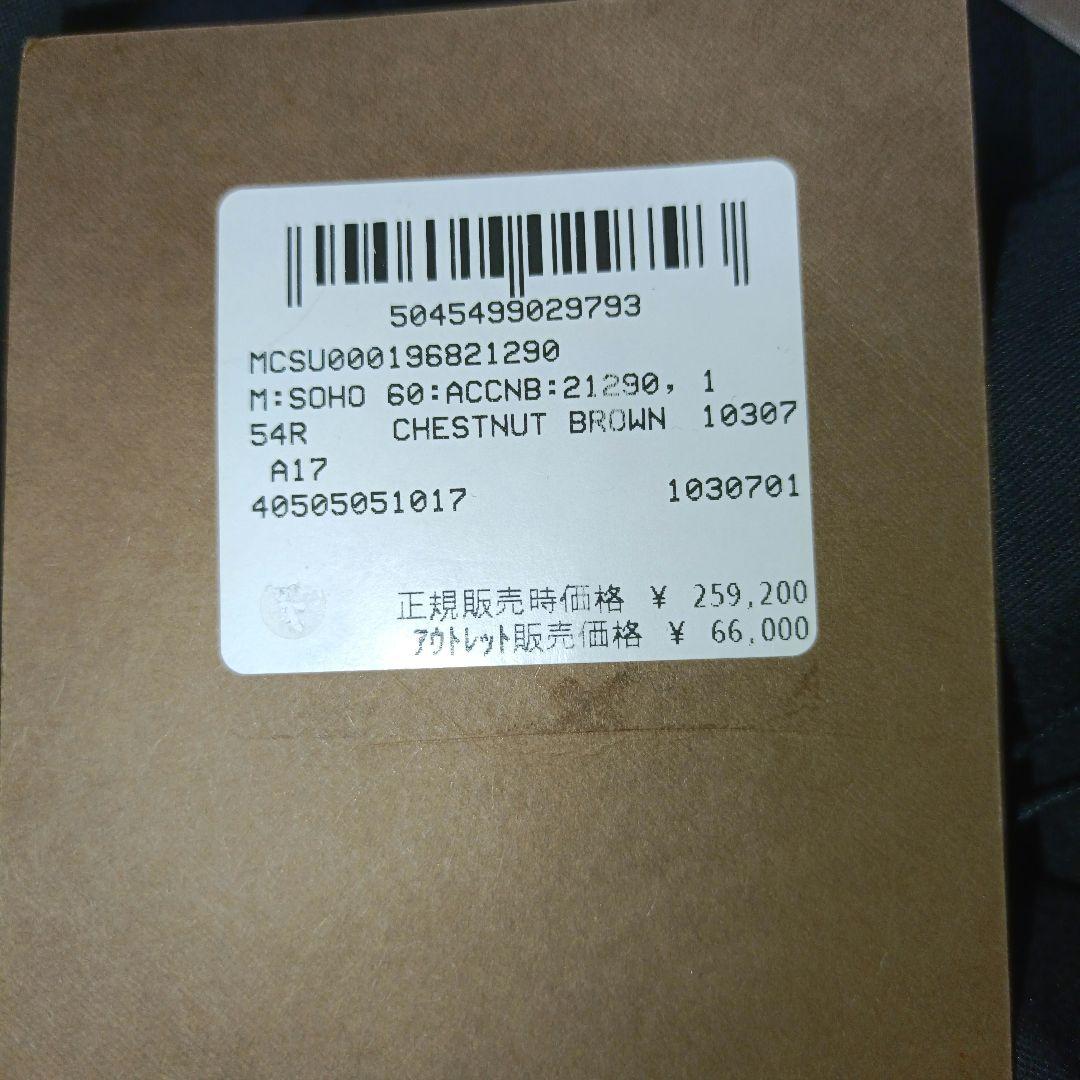 5045499029793
MCSU000196821290
M:SOHO 60:ACCNB:21290, 1
54R CHESTNUT BROWN 10307
A17
40505051017 1030701
正規販売時価格 ¥ 259,200
アウトレット販売価格 ¥ 66,000